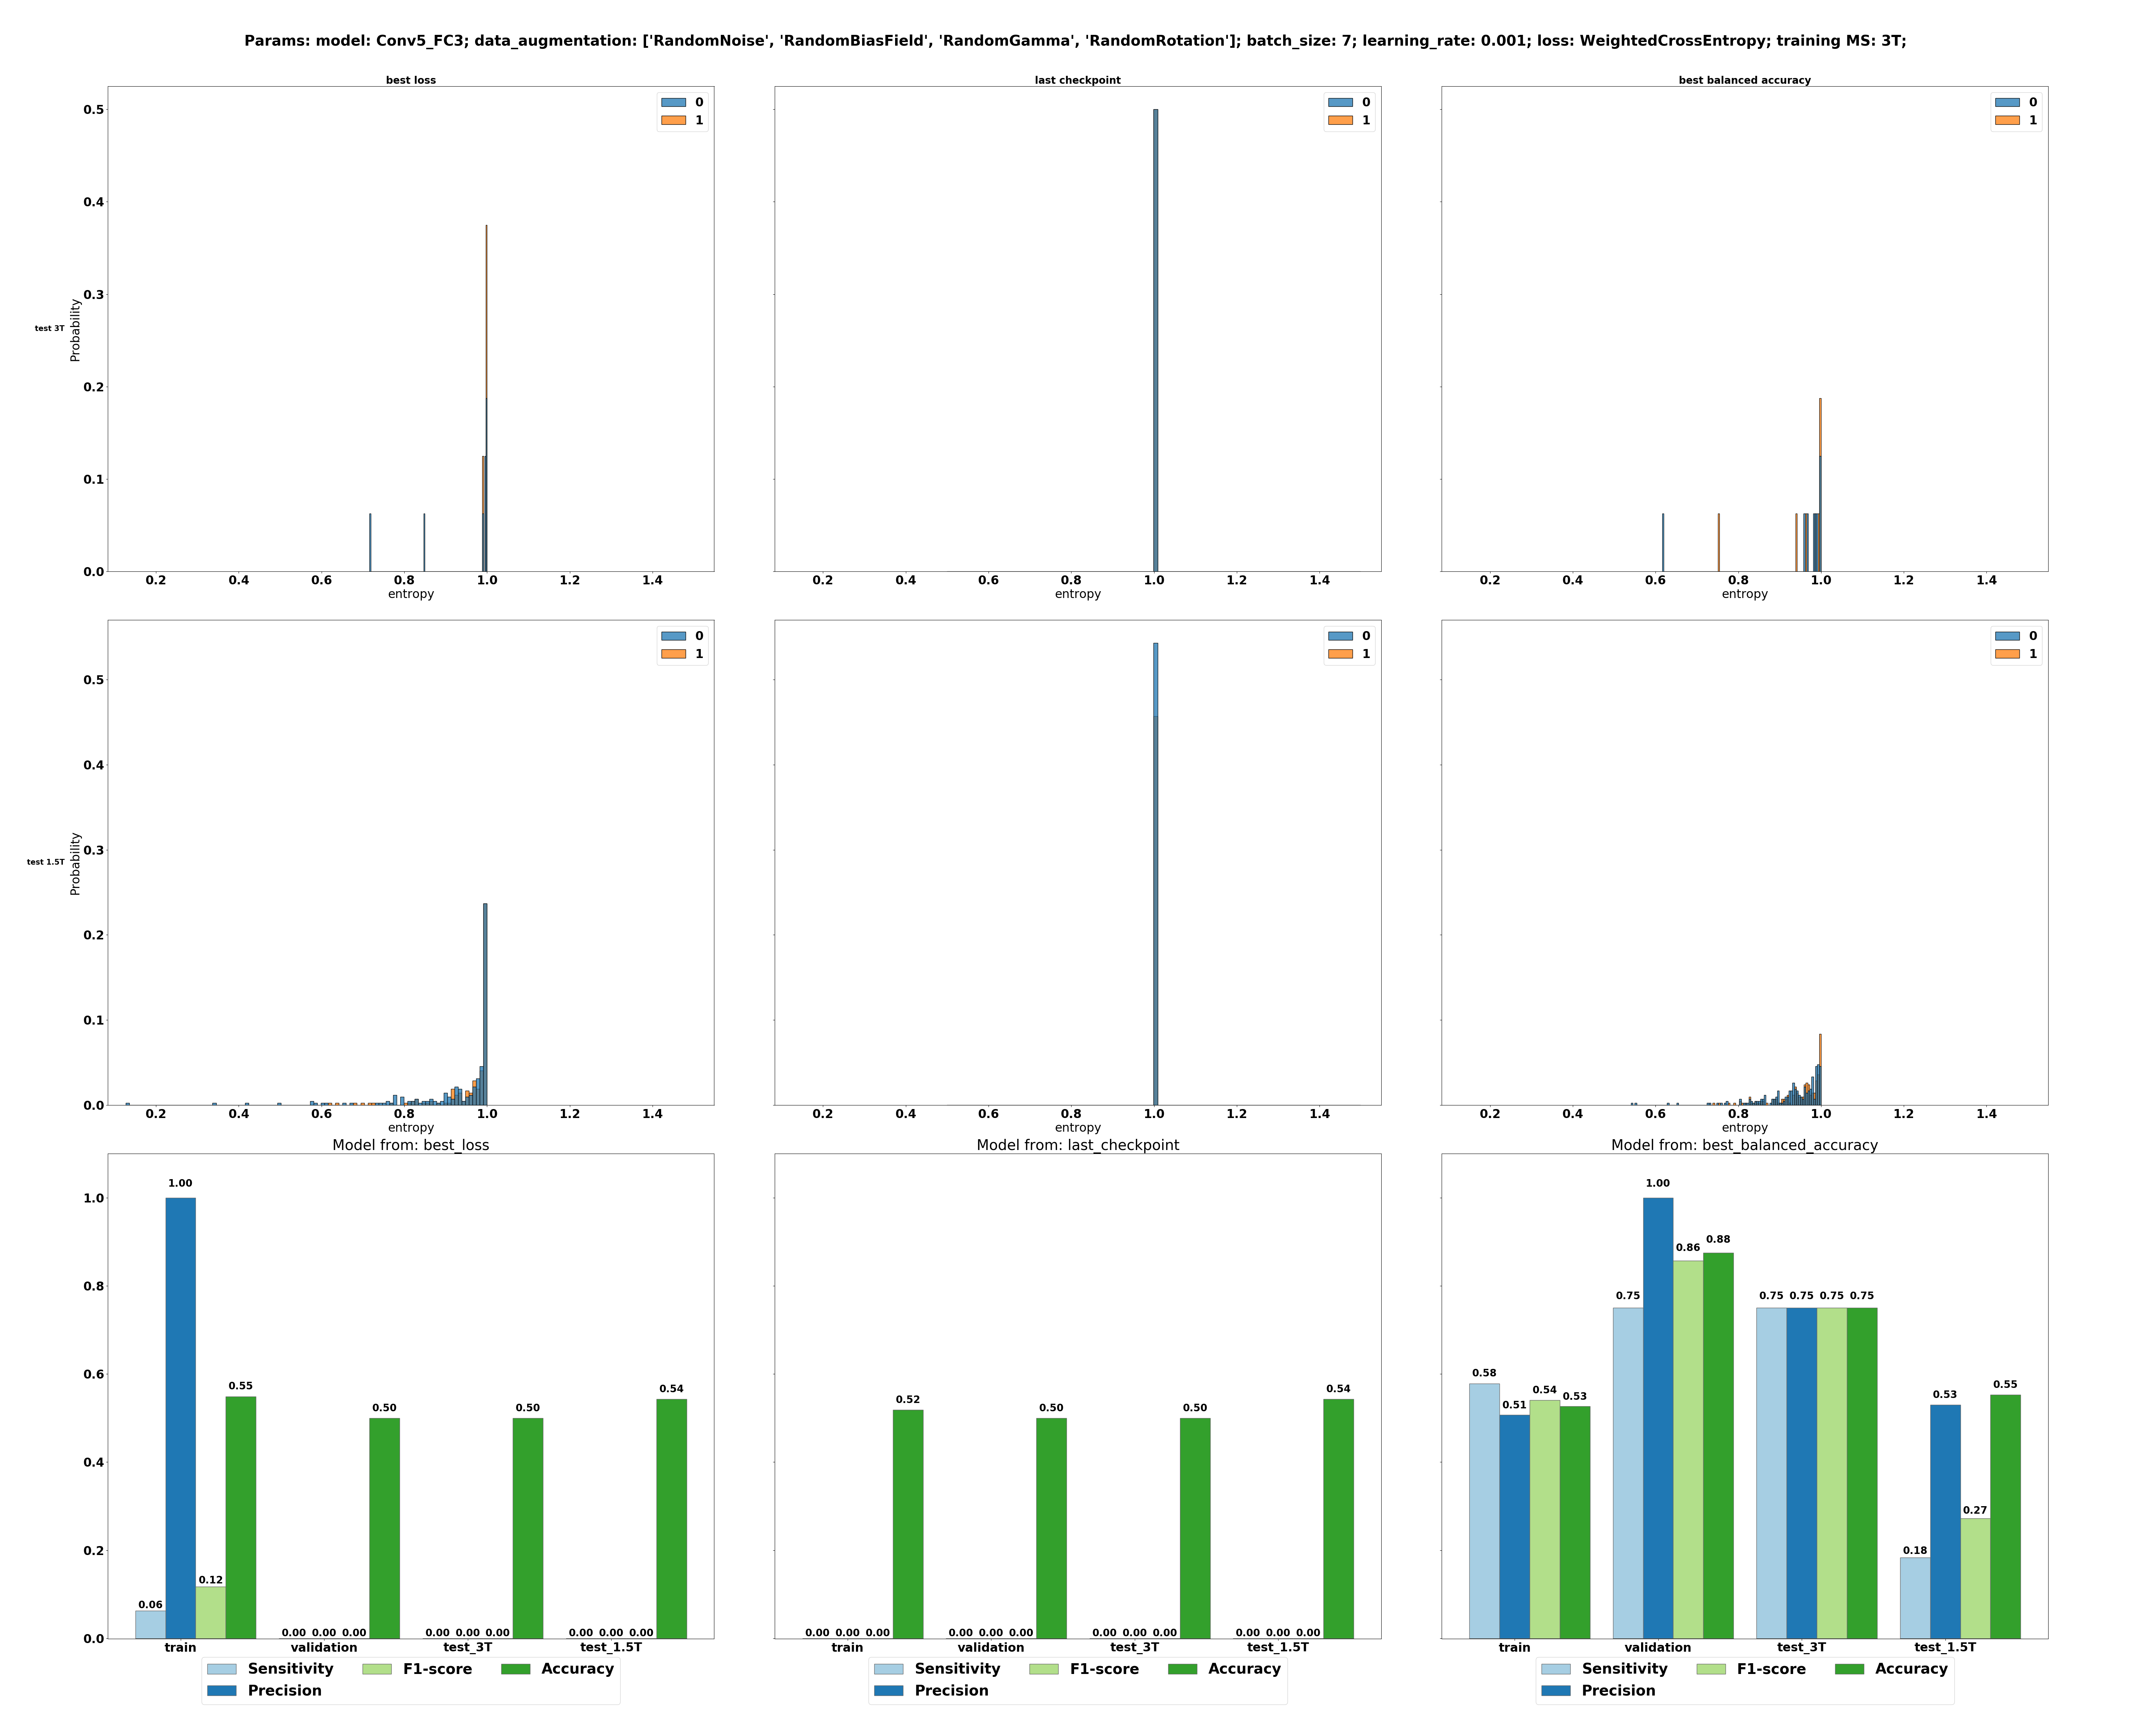 Params: model: Conv5_FC3; data_augmentation: ['RandomNoise', 'RandomBiasField', 'RandomGamma', 'RandomRotation']; batch_size: 7; learning_rate: 0.001; loss: WeightedCrossEntropy; training MS: 3T;
best loss
0
1
0.5
0.4
0.3
0.2
0.1
0.0
test 3T
Probability
0.2 0.4 0.6 0.8 1.0 1.2 1.4
entropy
last checkpoint
0
1
0.2 0.4 0.6 0.8 1.0 1.2 1.4
entropy
best balanced accuracy
0
1
0.2 0.4 0.6 0.8 1.0 1.2 1.4
entropy
0
1
0.5
0.4
0.3
0.2
0.1
0.0
test 1.5T
Probability
0.2 0.4 0.6 0.8 1.0 1.2 1.4
entropy
0
1
0.2 0.4 0.6 0.8 1.0 1.2 1.4
entropy
0
1
0.2 0.4 0.6 0.8 1.0 1.2 1.4
entropy
Model from: best_loss
1.0
0.8
0.6
0.4
0.2
0.0
0.06 1.00 0.12 0.55
0.00 0.00 0.00 0.50
0.00 0.00 0.00 0.50
0.00 0.00 0.00 0.54
train validation test_3T test_1.5T
Sensitivity F1-score Accuracy
Precision
Model from: last_checkpoint
0.00 0.00 0.00 0.52
0.00 0.00 0.00 0.50
0.00 0.00 0.00 0.50
0.00 0.00 0.00 0.54
train validation test_3T test_1.5T
Sensitivity F1-score Accuracy
Precision
Model from: best_balanced_accuracy
0.58 0.51 0.54 0.53
0.75 1.00 0.86 0.88
0.75 0.75 0.75 0.75
0.18 0.53 0.27 0.55
train validation test_3T test_1.5T
Sensitivity F1-score Accuracy
Precision